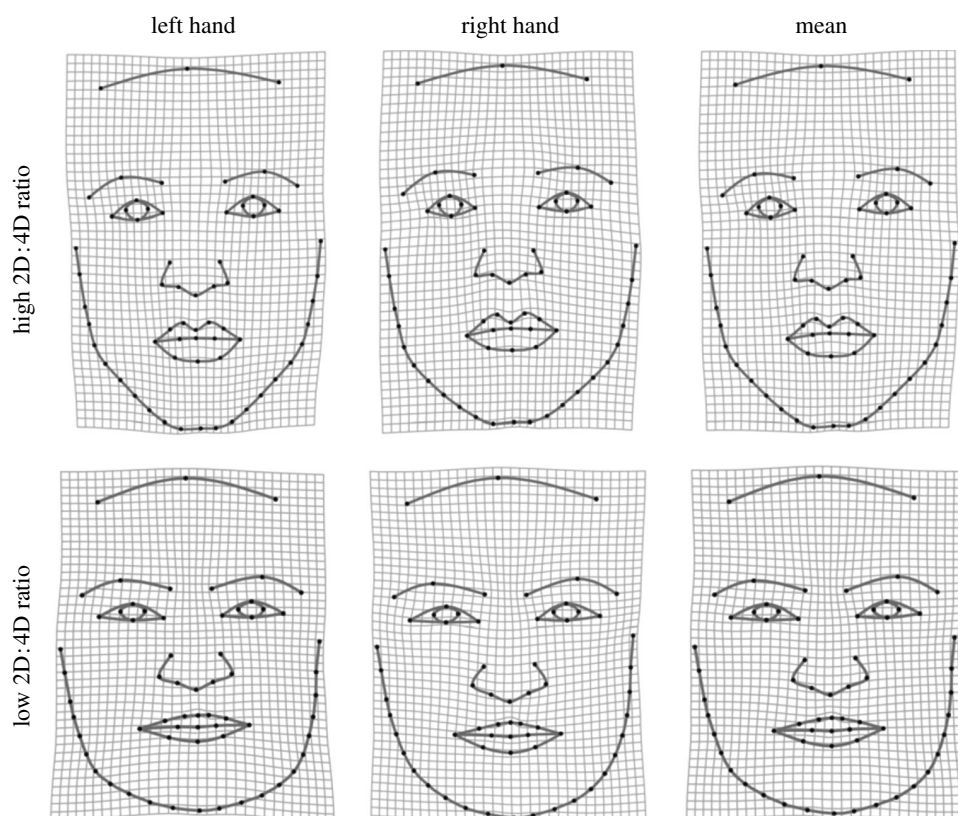 left hand
right hand
mean
high 2D:4D ratio
low 2D:4D ratio